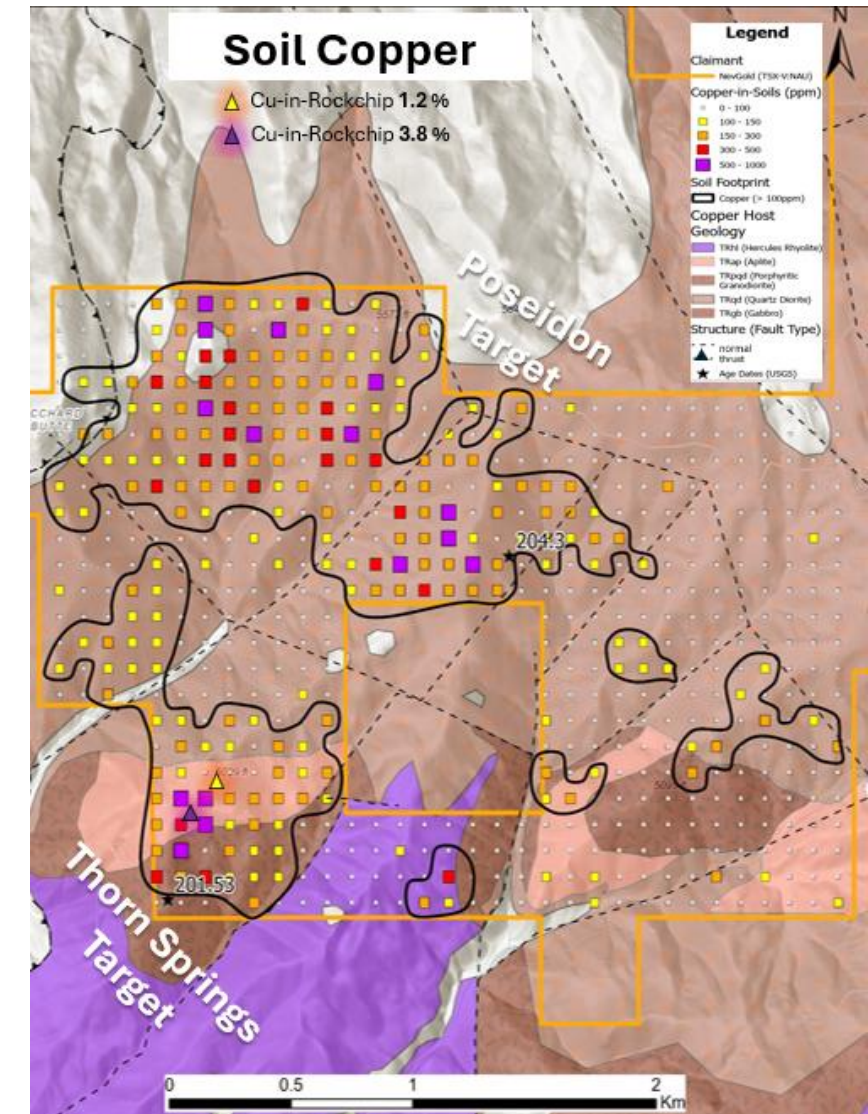 Soil Copper
Cu-in-Rockchip 1.2 %
Cu-in-Rockchip 3.8 %
N
Legend
Claimant
NevGold (TSX-V:NAU)
Copper-in-Soils (ppm)
0 - 100
100 - 150
150 - 300
300 - 500
500 - 1000
Soil Footprint
Copper (> 100ppm)
Copper Host
Geology
TRhl (Hercules Rhyolite)
TRap (Aplite)
TRpqd (Porphyritic
Granodiorite)
TRqd (Quartz Diorite)
TRgb (Gabbro)
Structure (Fault Type)
normal
thrust
Age Dates (USGS)
Poseidon
Target
BUTTE
204.3
201.53
Thorn Springs
Target
0 0.5 1 2
Km